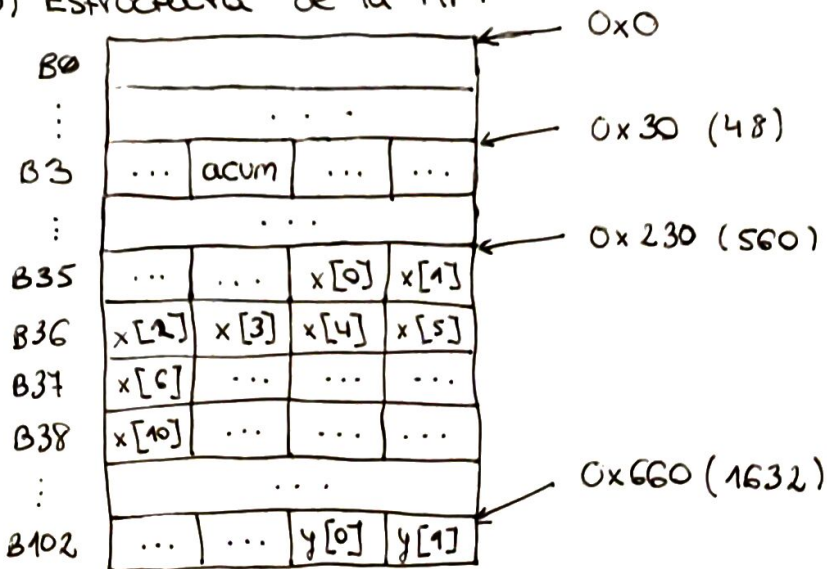 Estructura de la
0x0
B0
⋮ . . .
0x30 (48)
B3 ... acum ... ...
⋮ . . .
0x230 (560)
B35 ... ... x[0] x[1]
B36 x[2] x[3] x[4] x[5]
B37 x[6] ... ... ...
B38 x[10] ... ... ...
⋮ . . .
0x660 (1632)
B102 ... ... y[0] y[1]